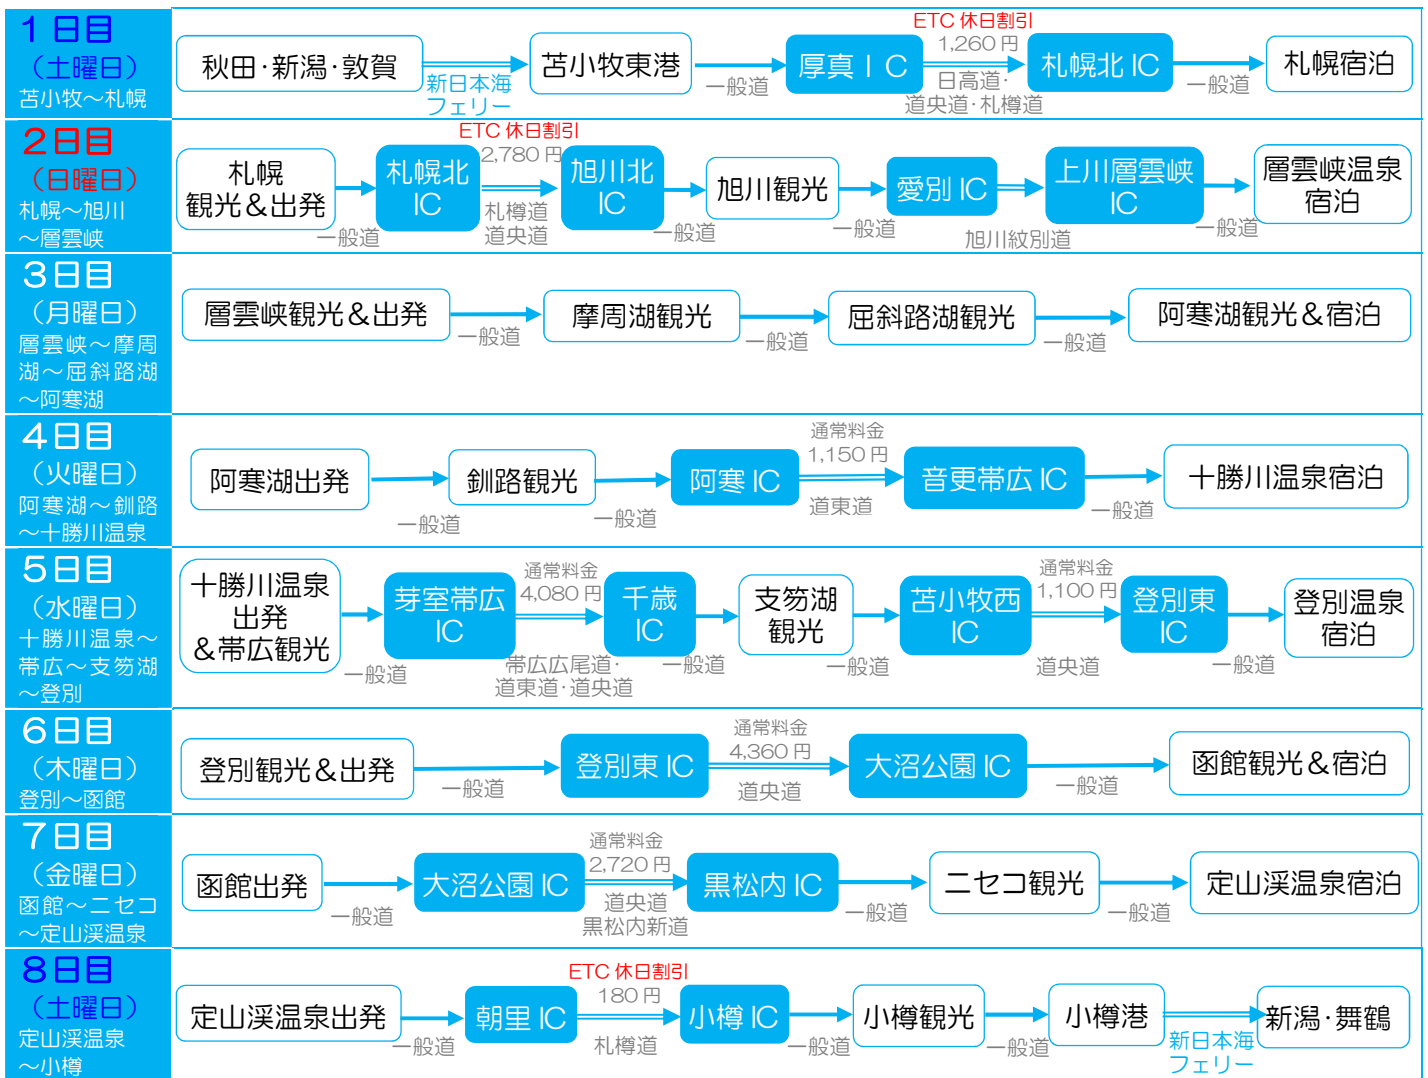 1日目
（土曜日）
苫小牧～札幌
秋田・新潟・敦賀
新日本海
フェリー
苫小牧東港
一般道
厚真ＩＣ
ETC 休日割引
1,260 円
日高道・
道央道・札樽道
札幌北 IC
一般道
札幌宿泊
2日目
（日曜日）
札幌～旭川
～層雲峡
札幌
観光＆出発
一般道
札幌北
IC
ETC 休日割引
2,780 円
札樽道
道央道
旭川北
IC
一般道
旭川観光
一般道
愛別 IC
旭川紋別道
上川層雲峡
IC
一般道
層雲峡温泉
宿泊
3日目
（月曜日）
層雲峡～摩周
湖～屈斜路湖
～阿寒湖
層雲峡観光＆出発
一般道
摩周湖観光
一般道
屈斜路湖観光
一般道
阿寒湖観光＆宿泊
4日目
（火曜日）
阿寒湖～釧路
～十勝川温泉
阿寒湖出発
一般道
釧路観光
一般道
阿寒 IC
通常料金
1,150 円
道東道
音更帯広 IC
一般道
十勝川温泉宿泊
5日目
（水曜日）
十勝川温泉～
帯広～支笏湖
～登別
十勝川温泉
出発
＆帯広観光
一般道
芽室帯広
IC
通常料金
4,080 円
帯広広尾道・
道東道・道央道
千歳
IC
一般道
支笏湖
観光
一般道
苫小牧西
IC
通常料金
1,100 円
道央道
登別東
IC
一般道
登別温泉
宿泊
6日目
（木曜日）
登別～函館
登別観光＆出発
一般道
登別東 IC
通常料金
4,360 円
道央道
大沼公園 IC
一般道
函館観光＆宿泊
7日目
（金曜日）
函館～ニセコ
～定山渓温泉
函館出発
一般道
大沼公園 IC
通常料金
2,720 円
道央道
黒松内新道
黒松内 IC
一般道
ニセコ観光
一般道
定山渓温泉宿泊
8日目
（土曜日）
定山渓温泉
～小樽
定山渓温泉出発
一般道
朝里 IC
ETC 休日割引
180 円
札樽道
小樽 IC
一般道
小樽観光
一般道
小樽港
新日本海
フェリー
新潟・舞鶴